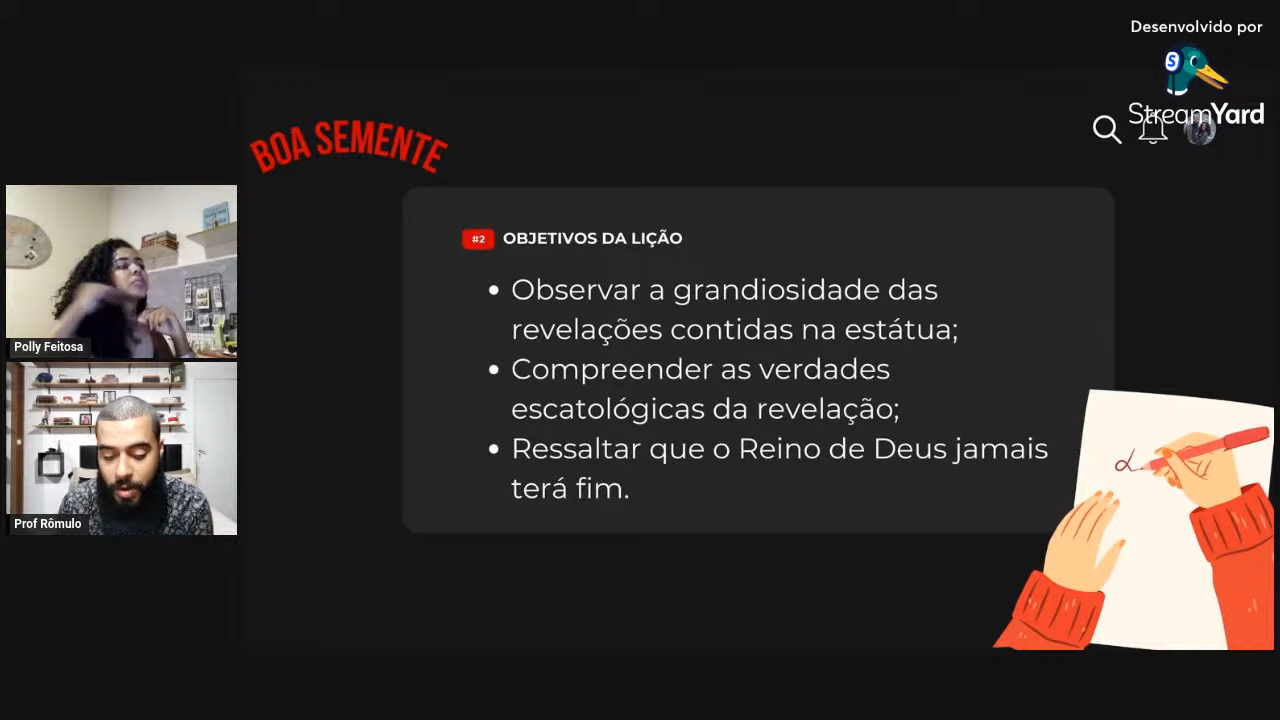 Desenvolvido por
StreamYard
BOA SEMENTE
#2 OBJETIVOS DA LIÇÃO
• Observar a grandiosidade das
revelações contidas na estátua;
• Compreender as verdades
escatológicas da revelação;
• Ressaltar que o Reino de Deus jamais
terá fim.
Polly Feitosa
Prof Rômulo